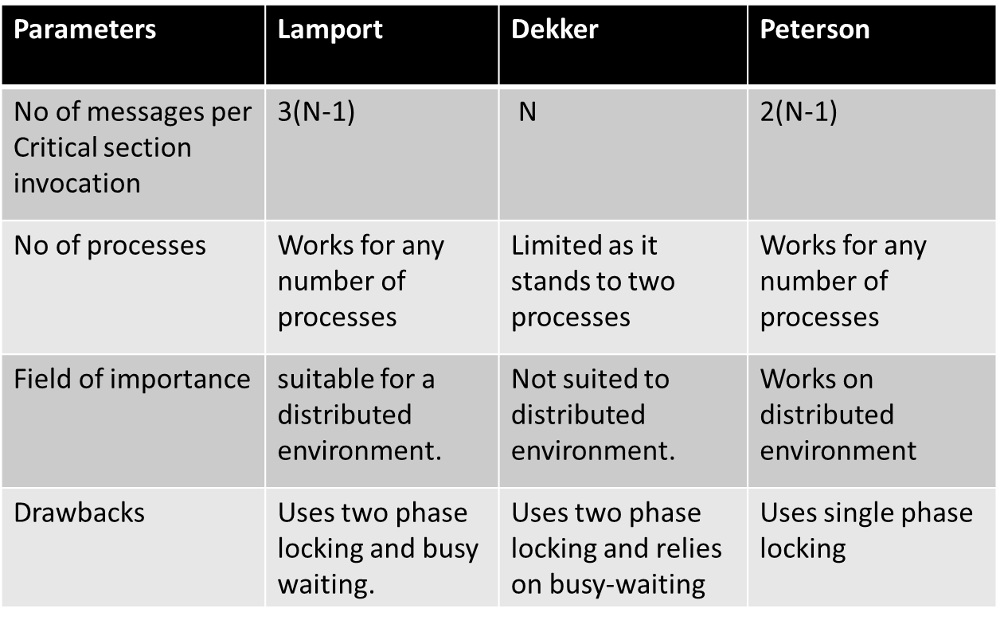 Parameters
Lamport
Dekker
Peterson
No of messages per
Critical section
invocation
3(N-1)
N
2(N-1)
No of processes
Works for any
number of
processes
Limited as it
stands to two
processes
Works for any
number of
processes
Field of importance
suitable for a
distributed
environment.
Not suited to
distributed
environment.
Works on
distributed
environment
Drawbacks
Uses two phase
locking and busy
waiting.
Uses two phase
locking and relies
on busy-waiting
Uses single phase
locking